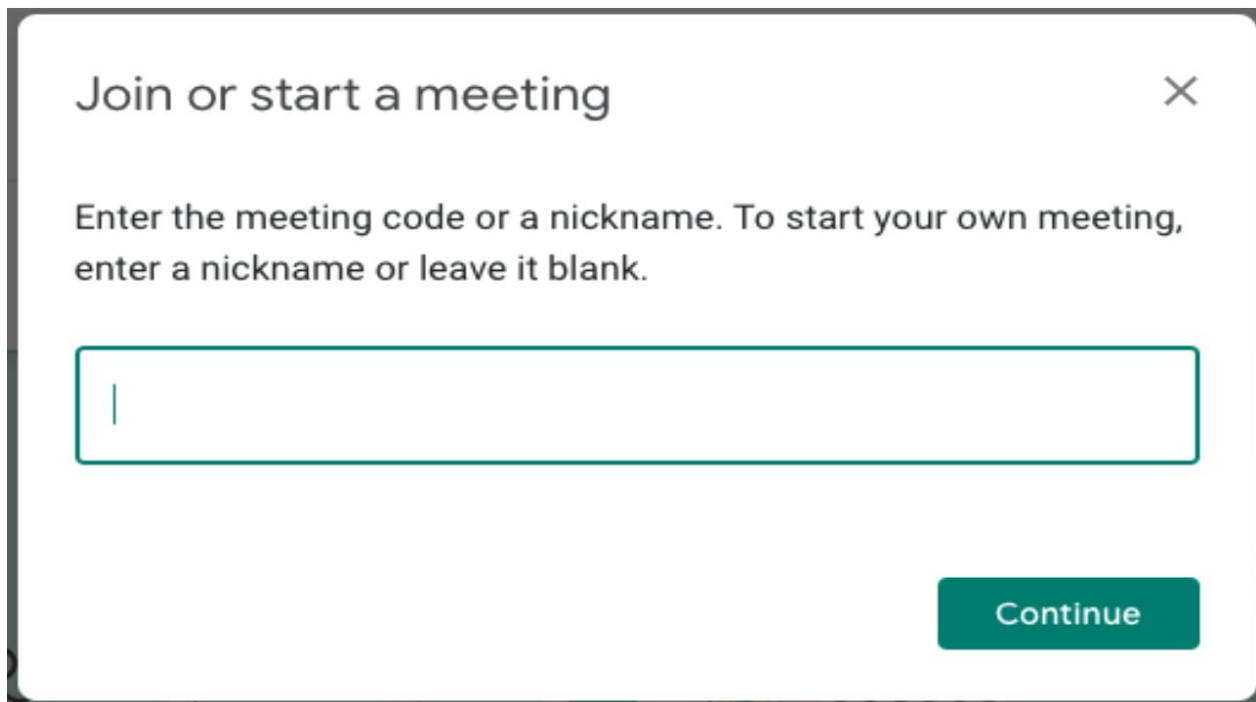 Join or start a meeting
Enter the meeting code or a nickname. To start your own meeting,
enter a nickname or leave it blank.
Continue